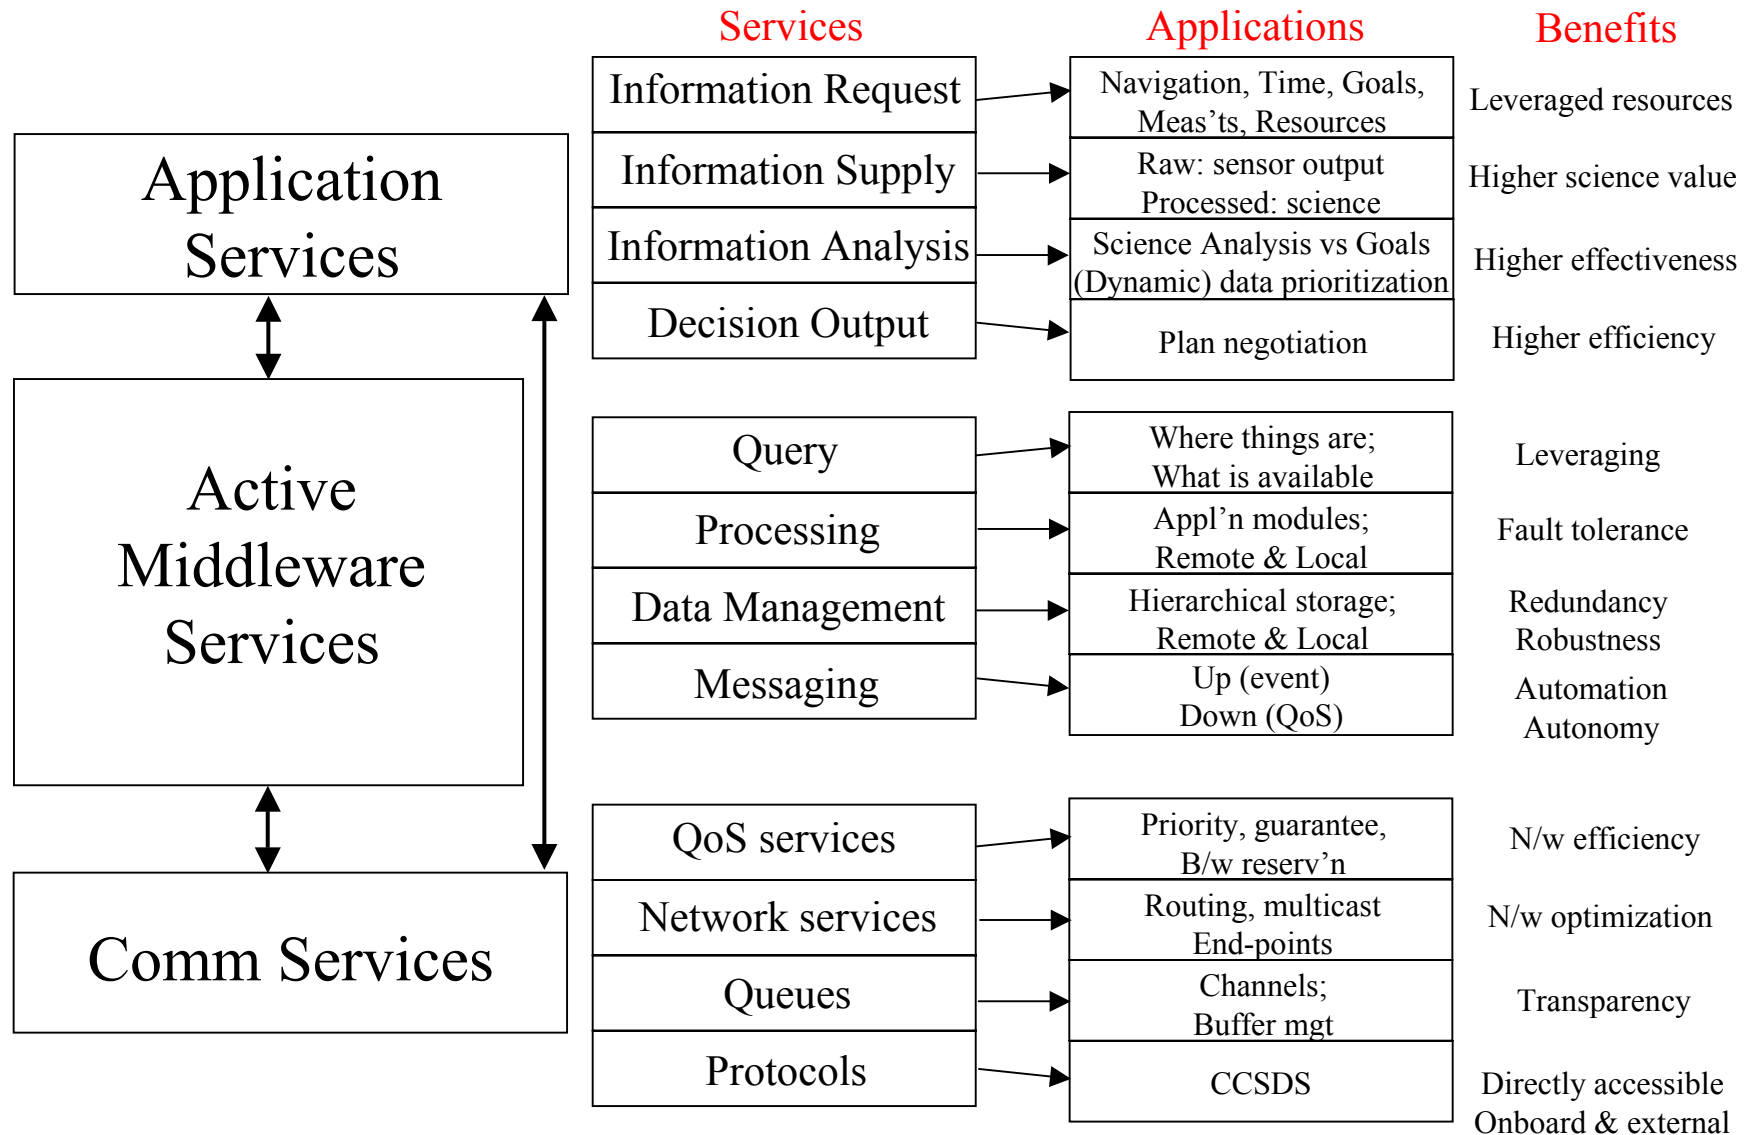 Services
Applications
Benefits
Application
Services
Information Request
Navigation, Time, Goals,
Meas’ts, Resources
Leveraged resources
Information Supply
Raw: sensor output
Processed: science
Higher science value
Information Analysis
Science Analysis vs Goals
(Dynamic) data prioritization
Higher effectiveness
Decision Output
Plan negotiation
Higher efficiency
Active
Middleware
Services
Query
Where things are;
What is available
Leveraging
Processing
Appl’n modules;
Remote & Local
Fault tolerance
Data Management
Hierarchical storage;
Remote & Local
Redundancy
Robustness
Messaging
Up (event)
Down (QoS)
Automation
Autonomy
Comm Services
QoS services
Priority, guarantee,
B/w reserv’n
N/w efficiency
Network services
Routing, multicast
End-points
N/w optimization
Queues
Channels;
Buffer mgt
Transparency
Protocols
CCSDS
Directly accessible
Onboard & external